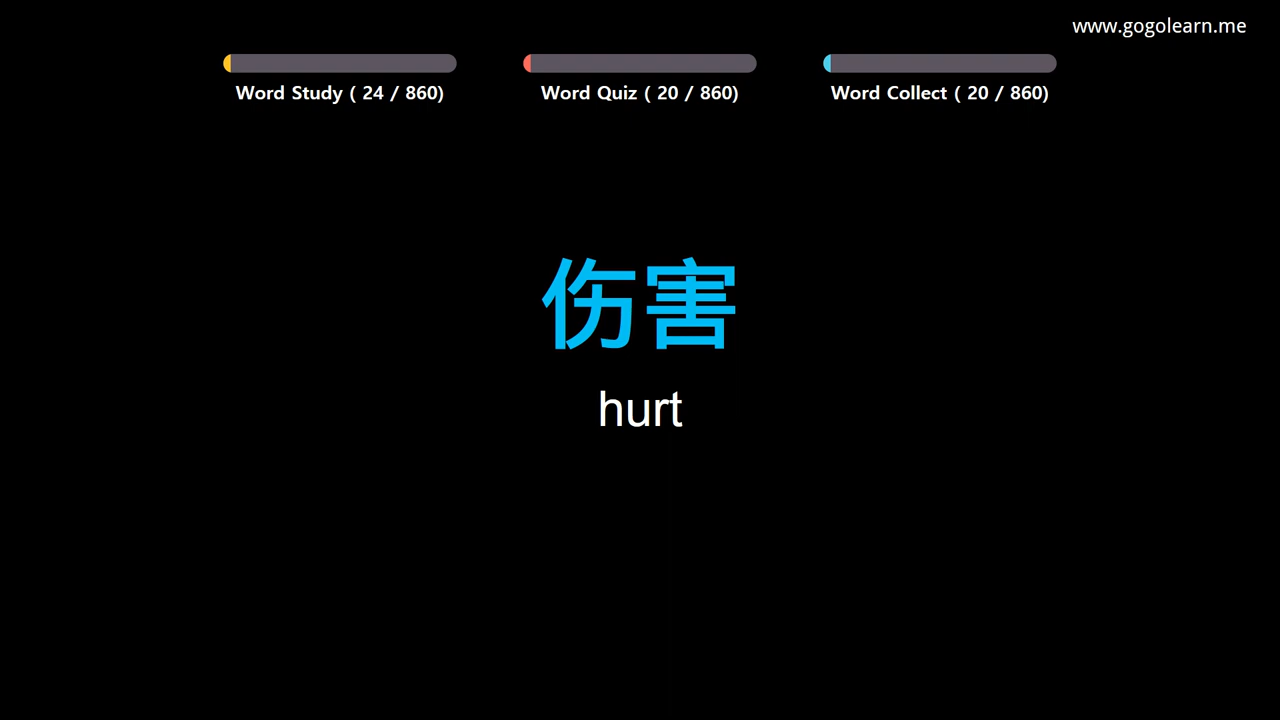 www.gogolearn.me
Word Study ( 24 / 860)
Word Quiz ( 20 / 860)
Word Collect ( 20 / 860)
伤害
hurt